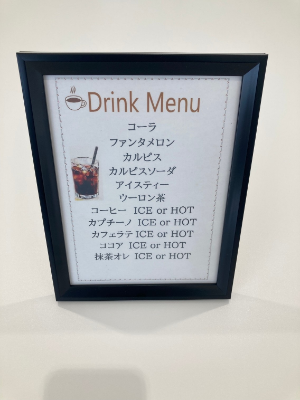 Drink Menu
コーラ
ファンタメロン
カルピス
カルピスソーダ
アイスティー
ウーロン茶
コーヒー ICE or HOT
カプチーノ ICE or HOT
カフェラテ ICE or HOT
ココア ICE or HOT
抹茶オレ ICE or HOT